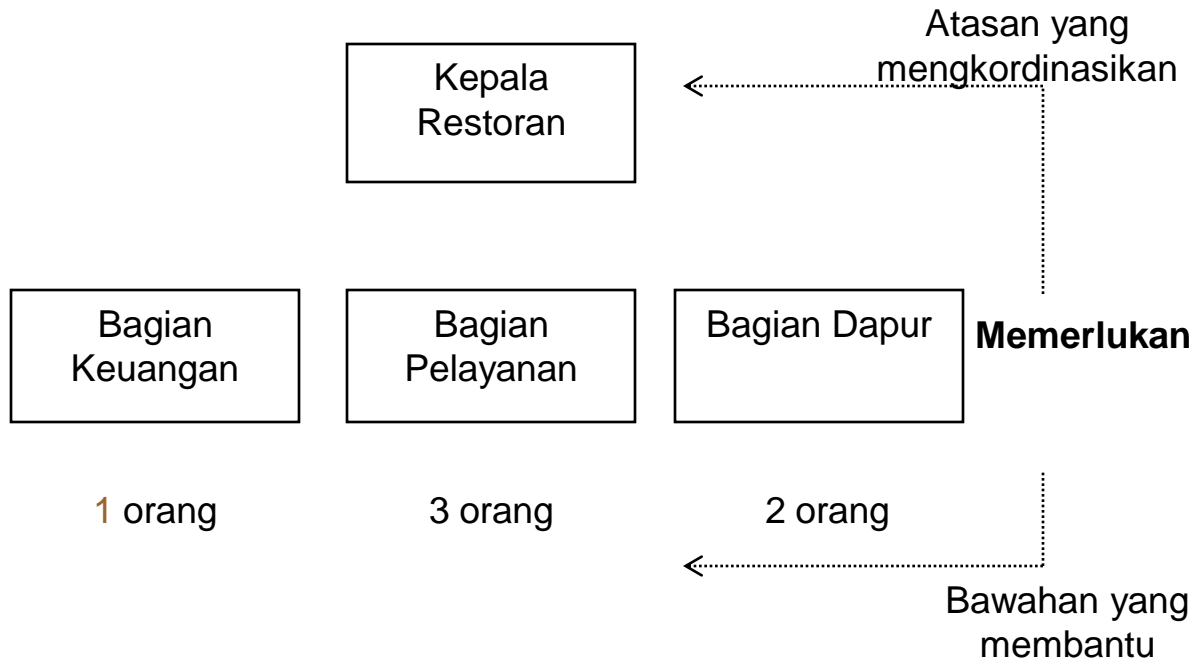 Atasan yang
mengkordinasikan
Kepala
Restoran
Bagian
Keuangan
Bagian
Pelayanan
Bagian Dapur
Memerlukan
1 orang
3 orang
2 orang
Bawahan yang
membantu